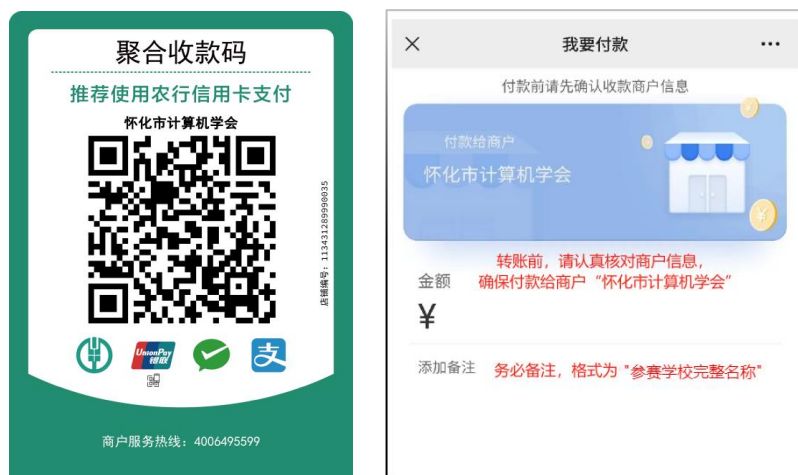 聚合收款码
推荐使用农行信用卡支付
怀化市计算机学会
店铺编号：113431289990035
UnionPay
银联
商户服务热线：4006495599
我要付款
付款前请先确认收款商户信息
付款给商户
怀化市计算机学会
转账前，请认真核对商户信息，
金额
确保付款给商户“怀化市计算机学会”
¥
添加备注
务必备注，格式为 "参赛学校完整名称"